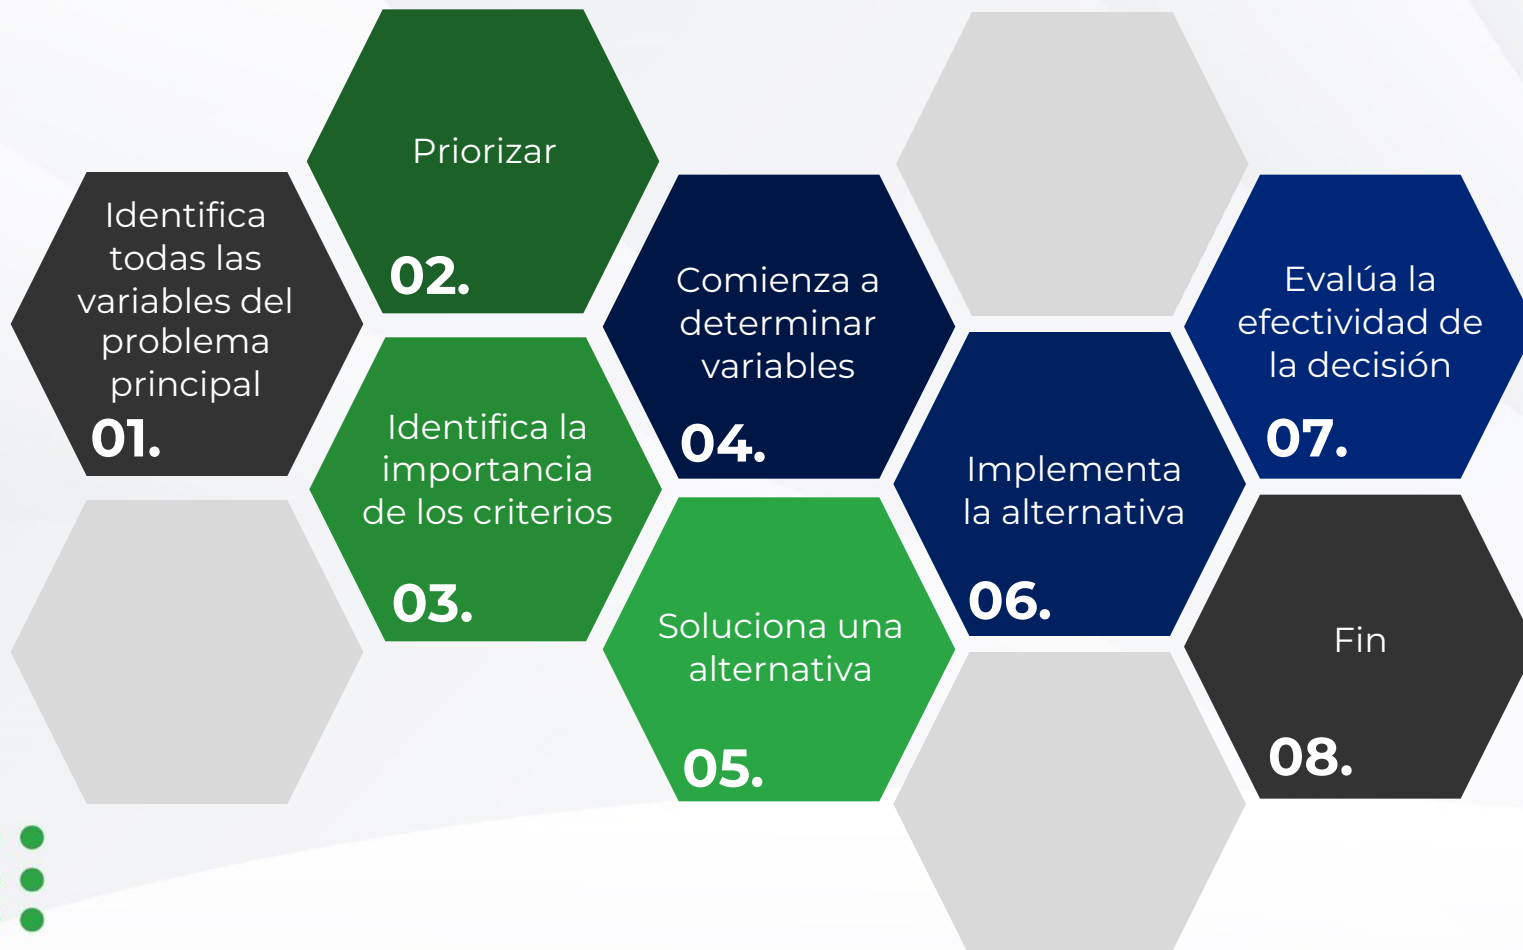 Identifica
todas las
variables del
problema
principal
01.
Priorizar
02.
Identifica la
importancia
de los criterios
03.
Comienza a
determinar
variables
04.
Soluciona una
alternativa
05.
Implementa
la alternativa
06.
Evalúa la
efectividad de
la decisión
07.
Fin
08.